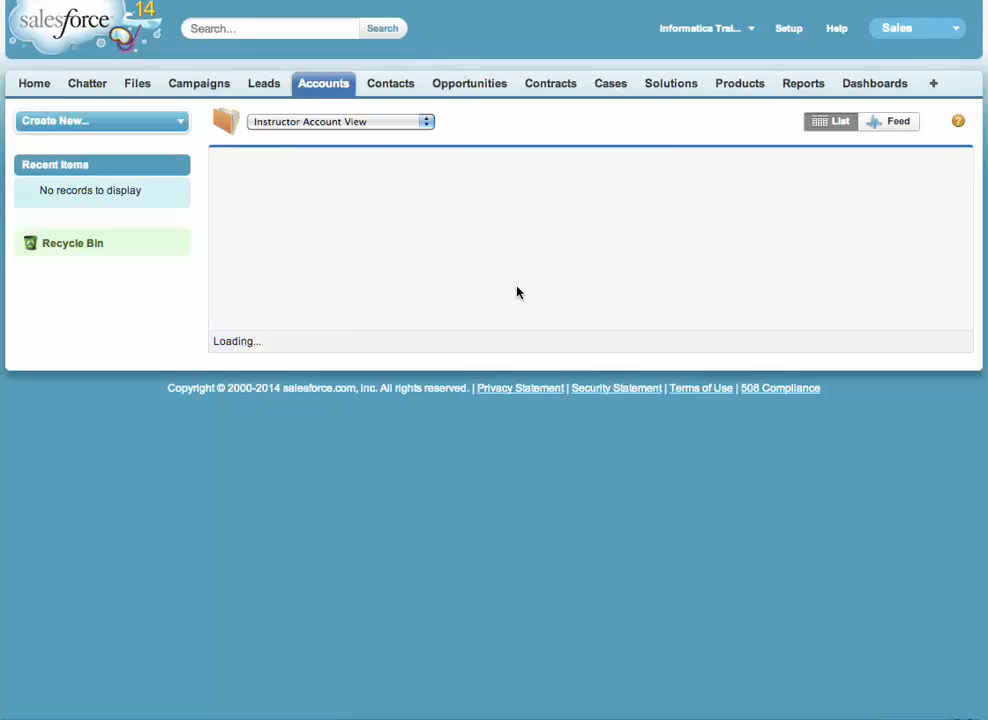 salesforce 14
Search... Search Informatica Trai... Setup Help Sales
Home Chatter Files Campaigns Leads Accounts Contacts Opportunities Contracts Cases Solutions Products Reports Dashboards +
Create New... Instructor Account View List Feed ?
Recent Items
No records to display
Recycle Bin
Loading...
Copyright © 2000-2014 salesforce.com, inc. All rights reserved. | Privacy Statement | Security Statement | Terms of Use | 508 Compliance